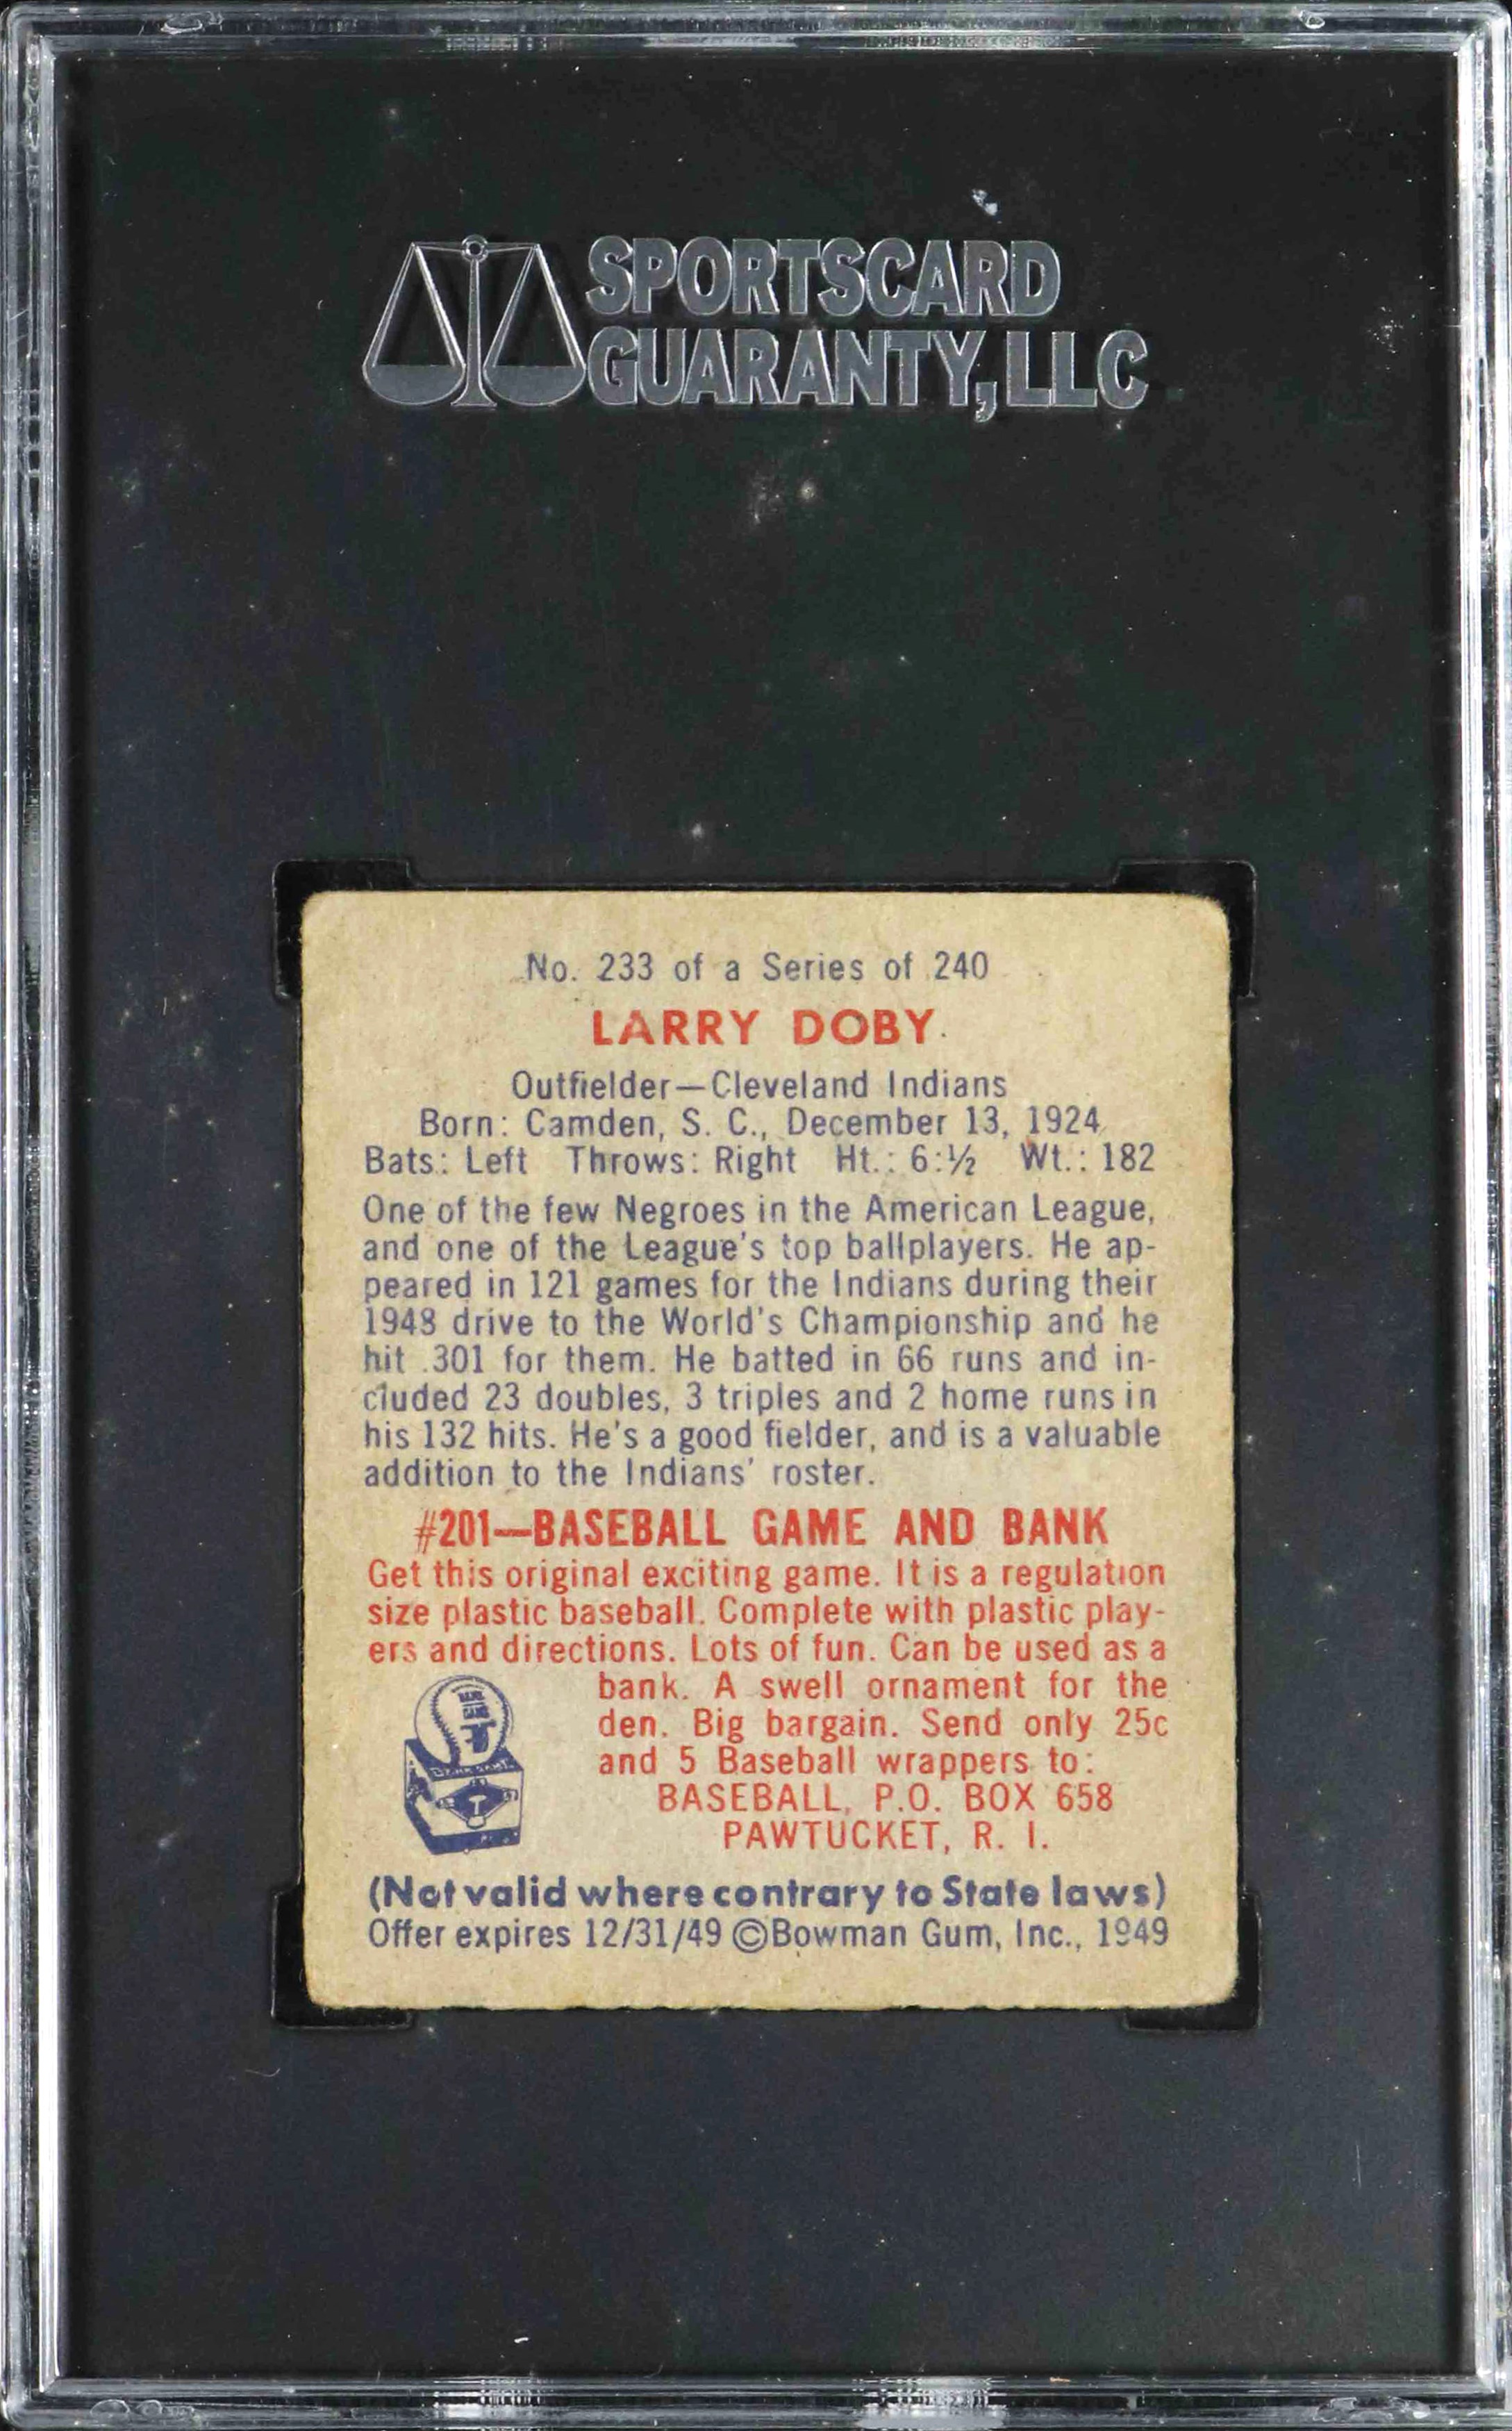 SPORTSCARD
GUARANTY, LLC
No. 233 of a Series of 240
LARRY DOBY
Outfielder—Cleveland Indians
Born: Camden, S. C., December 13, 1924
Bats: Left Throws: Right Ht.: 6:½ Wt.: 182
One of the few Negroes in the American League,
and one of the League's top ballplayers. He ap-
peared in 121 games for the Indians during their
1948 drive to the World's Championship and he
hit .301 for them. He batted in 66 runs and in-
cluded 23 doubles, 3 triples and 2 home runs in
his 132 hits. He's a good fielder, and is a valuable
addition to the Indians' roster.
#201—BASEBALL GAME AND BANK
Get this original exciting game. It is a regulation
size plastic baseball. Complete with plastic play-
ers and directions. Lots of fun. Can be used as a
bank. A swell ornament for the
den. Big bargain. Send only 25c
and 5 Baseball wrappers to:
BASEBALL, P.O. BOX 658
PAWTUCKET, R. I.
(Not valid where contrary to State laws)
Offer expires 12/31/49 ©Bowman Gum, Inc., 1949